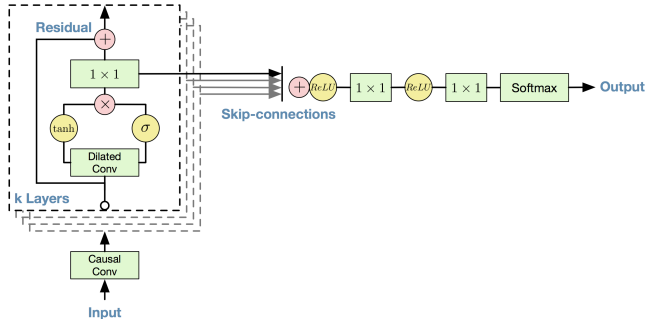 Residual
+
1 × 1
×
tanh
σ
Dilated
Conv
k Layers
Causal
Conv
Input
Skip-connections
+ ReLU 1 × 1 ReLU 1 × 1 Softmax Output